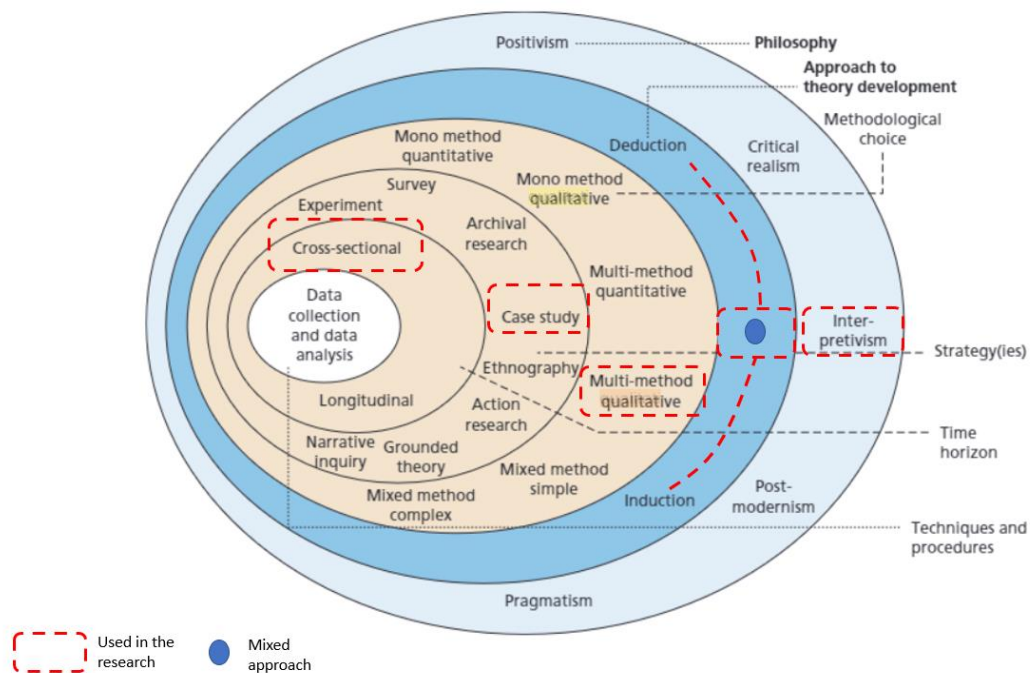 Positivism
Philosophy
Approach to
theory development
Methodological
choice
Deduction
Critical
realism
Mono method
quantitative
Mono method
qualitative
Survey
Experiment
Archival
research
Cross-sectional
Multi-method
quantitative
Data
collection
and data
analysis
Case study
Inter-
pretivism
Strategy(ies)
Ethnography
Multi-method
qualitative
Longitudinal
Action
research
Time
horizon
Narrative
inquiry
Grounded
theory
Mixed method
simple
Mixed method
complex
Induction
Post-
modernism
Techniques and
procedures
Pragmatism
Used in the
research
Mixed
approach